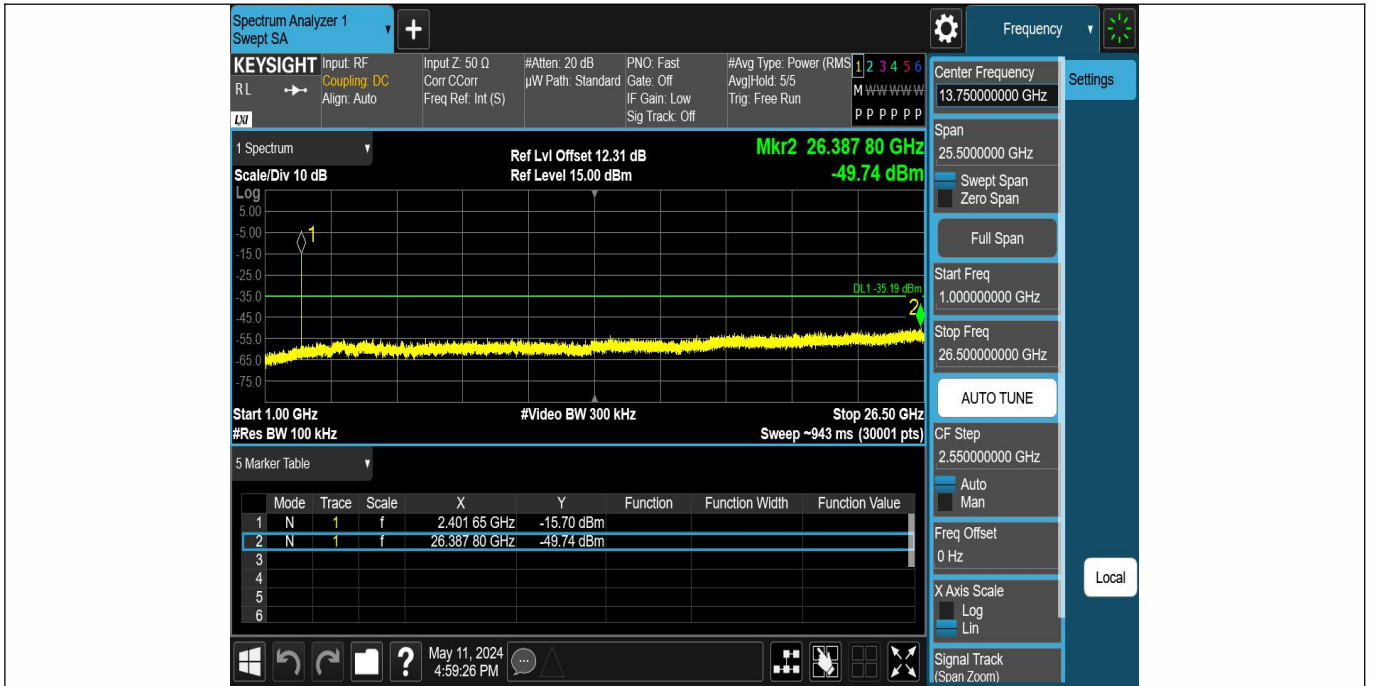 Spectrum Analyzer 1
Swept SA
+
Frequency
KEYSIGHT
RL
LXI
Input: RF
Coupling: DC
Align: Auto
Input Z: 50 Ω
Corr CCorr
Freq Ref: Int (S)
#Atten: 20 dB
µW Path: Standard
PNO: Fast
Gate: Off
IF Gain: Low
Sig Track: Off
#Avg Type: Power (RMS
Avg|Hold: 5/5
Trig: Free Run
1 2 3 4 5 6
M W W W W W
P P P P P P
1 Spectrum
Scale/Div 10 dB
Ref Lvl Offset 12.31 dB
Ref Level 15.00 dBm
Mkr2 26.387 80 GHz
-49.74 dBm
Log
5.00
-5.00
-15.0
-25.0
-35.0
-45.0
-55.0
-65.0
-75.0
1
DL1 -35.19 dBm
2
Start 1.00 GHz
#Video BW 300 kHz
Stop 26.50 GHz
#Res BW 100 kHz
Sweep ~943 ms (30001 pts)
5 Marker Table
Mode Trace Scale X Y Function Function Width Function Value
1 N 1 f 2.401 65 GHz -15.70 dBm
2 N 1 f 26.387 80 GHz -49.74 dBm
3
4
5
6
May 11, 2024
4:59:26 PM
Center Frequency
13.750000000 GHz
Settings
Span
25.5000000 GHz
Swept Span
Zero Span
Full Span
Start Freq
1.000000000 GHz
Stop Freq
26.500000000 GHz
AUTO TUNE
CF Step
2.550000000 GHz
Auto
Man
Freq Offset
0 Hz
X Axis Scale
Log
Lin
Signal Track
(Span Zoom)
Local